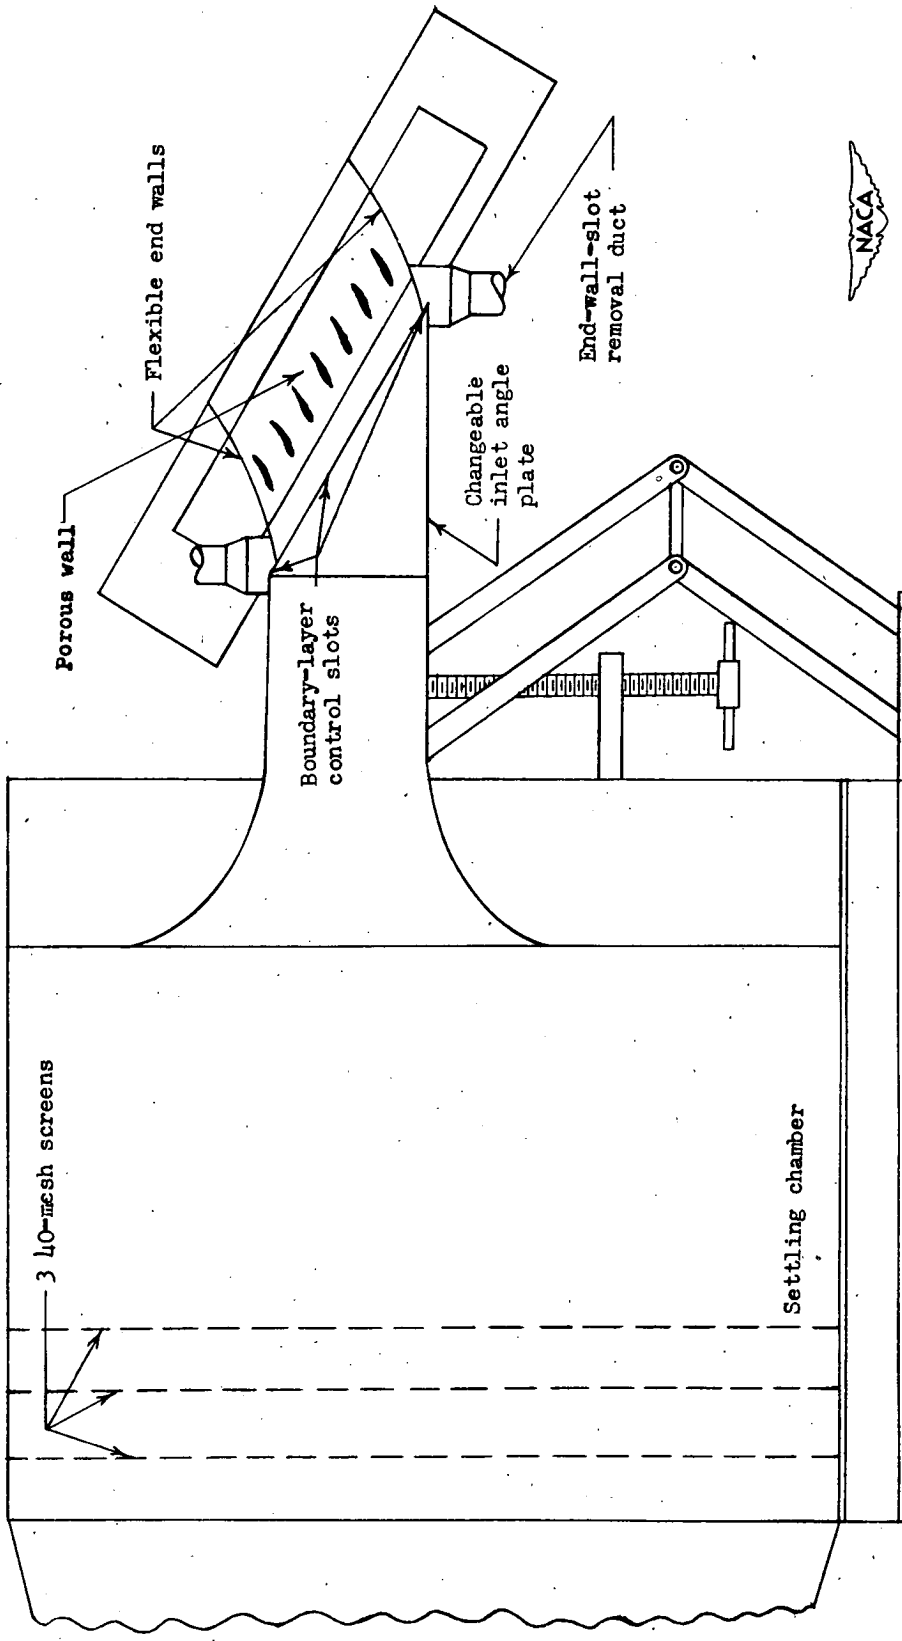 Porous wall
Flexible end walls
3 40-mesh screens
Boundary-layer
control slots
Changeable
inlet angle
plate
End-wall-slot
removal duct
Settling chamber
NACA